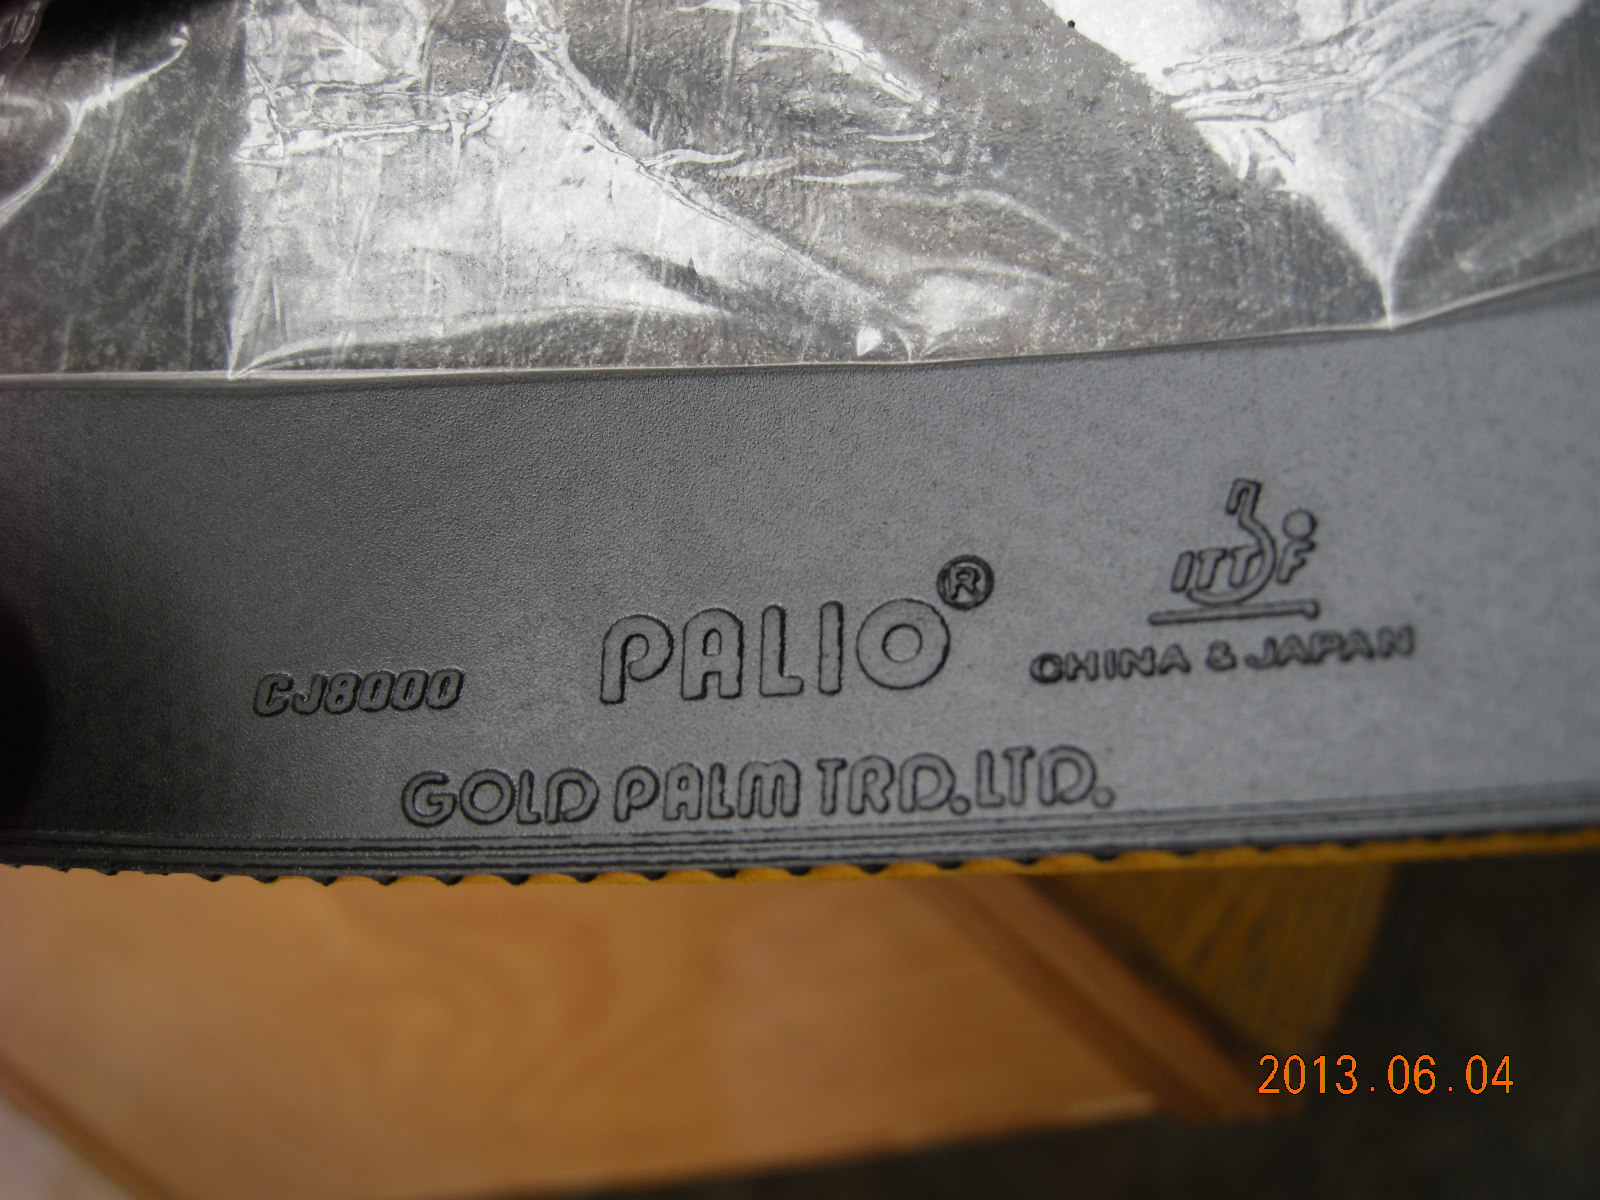 ITTF
CJ8000 PALIO® CHINA & JAPAN
GOLD PALM TRD.LTD.
2013.06.04